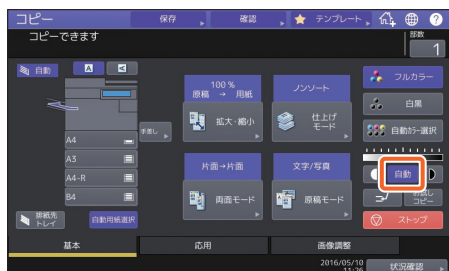 コピー
保存
確認
テンプレート
?
コピーできます
部数
1
自動
A
A
100 %
原稿 → 用紙
拡大・縮小
ノンソート
仕上げ
モード
フルカラー
白黒
自動カラー選択
手差し
A4
A3
A4-R
B4
片面→片面
両面モード
文字/写真
原稿モード
自動
試し
コピー
排紙先
トレイ
自動用紙選択
ストップ
基本
応用
画像調整
2016/05/10
11:26
状況確認